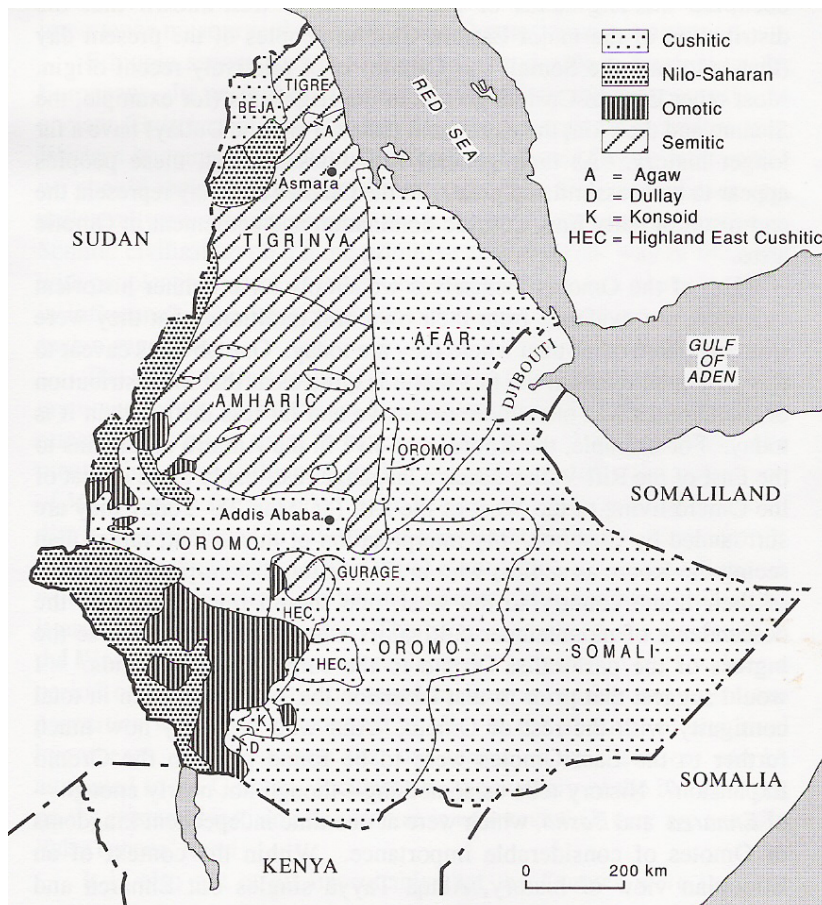 Cushitic
Nilo-Saharan
Omotic
Semitic
A = Agaw
D = Dullay
K = Konsoid
HEC = Highland East Cushitic
TIGRE
BEJA
A
RED SEA
Asmara
SUDAN
TIGRINYA
AFAR
DJIBOUTI
GULF
OF
ADEN
AMHARIC
OROMO
SOMALILAND
Addis Ababa
OROMO
GURAGE
HEC
HEC
OROMO
SOMALI
K
D
SOMALIA
KENYA
0 200 km